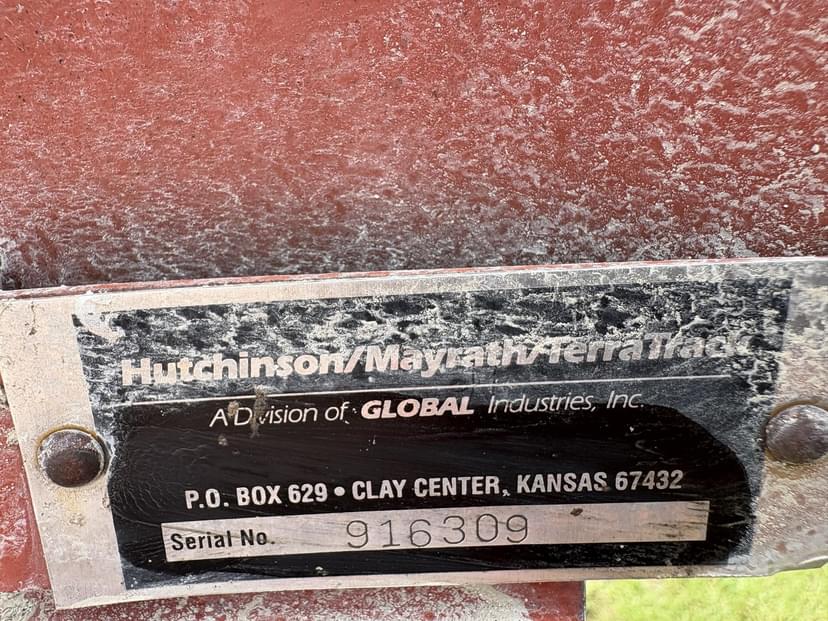 Hutchinson/Mayrath/TerraTrack
A Division of GLOBAL Industries, Inc.
P.O. BOX 629 • CLAY CENTER, KANSAS 67432
Serial No. 916309